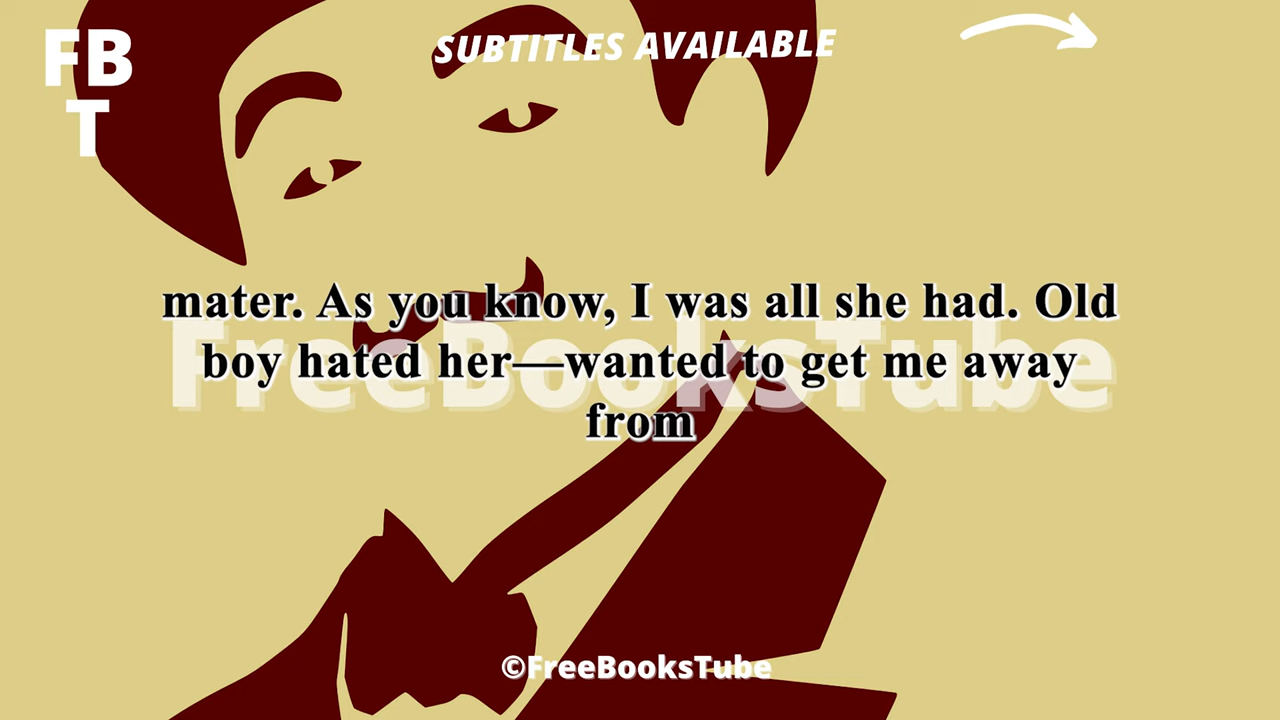 FB
T
SUBTITLES AVAILABLE
mater. As you know, I was all she had. Old
boy hated her—wanted to get me away
from
FreeBooksTube
©FreeBooksTube